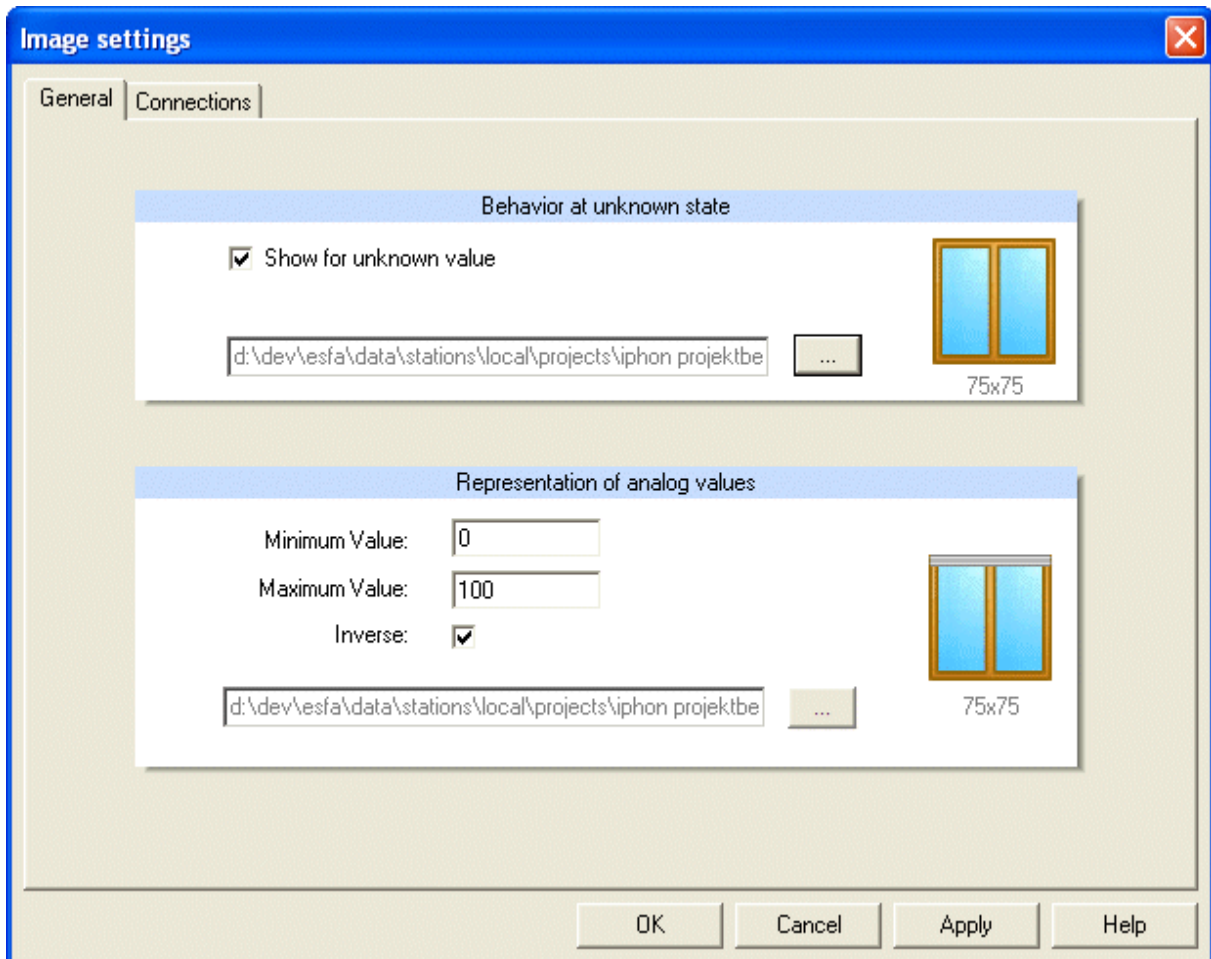 Image settings
General
Connections
Behavior at unknown state
Show for unknown value
d:\dev\esfa\data\stations\local\projects\iphon projektbe
...
75x75
Representation of analog values
Minimum Value:
0
Maximum Value:
100
Inverse:
d:\dev\esfa\data\stations\local\projects\iphon projektbe
...
75x75
OK
Cancel
Apply
Help